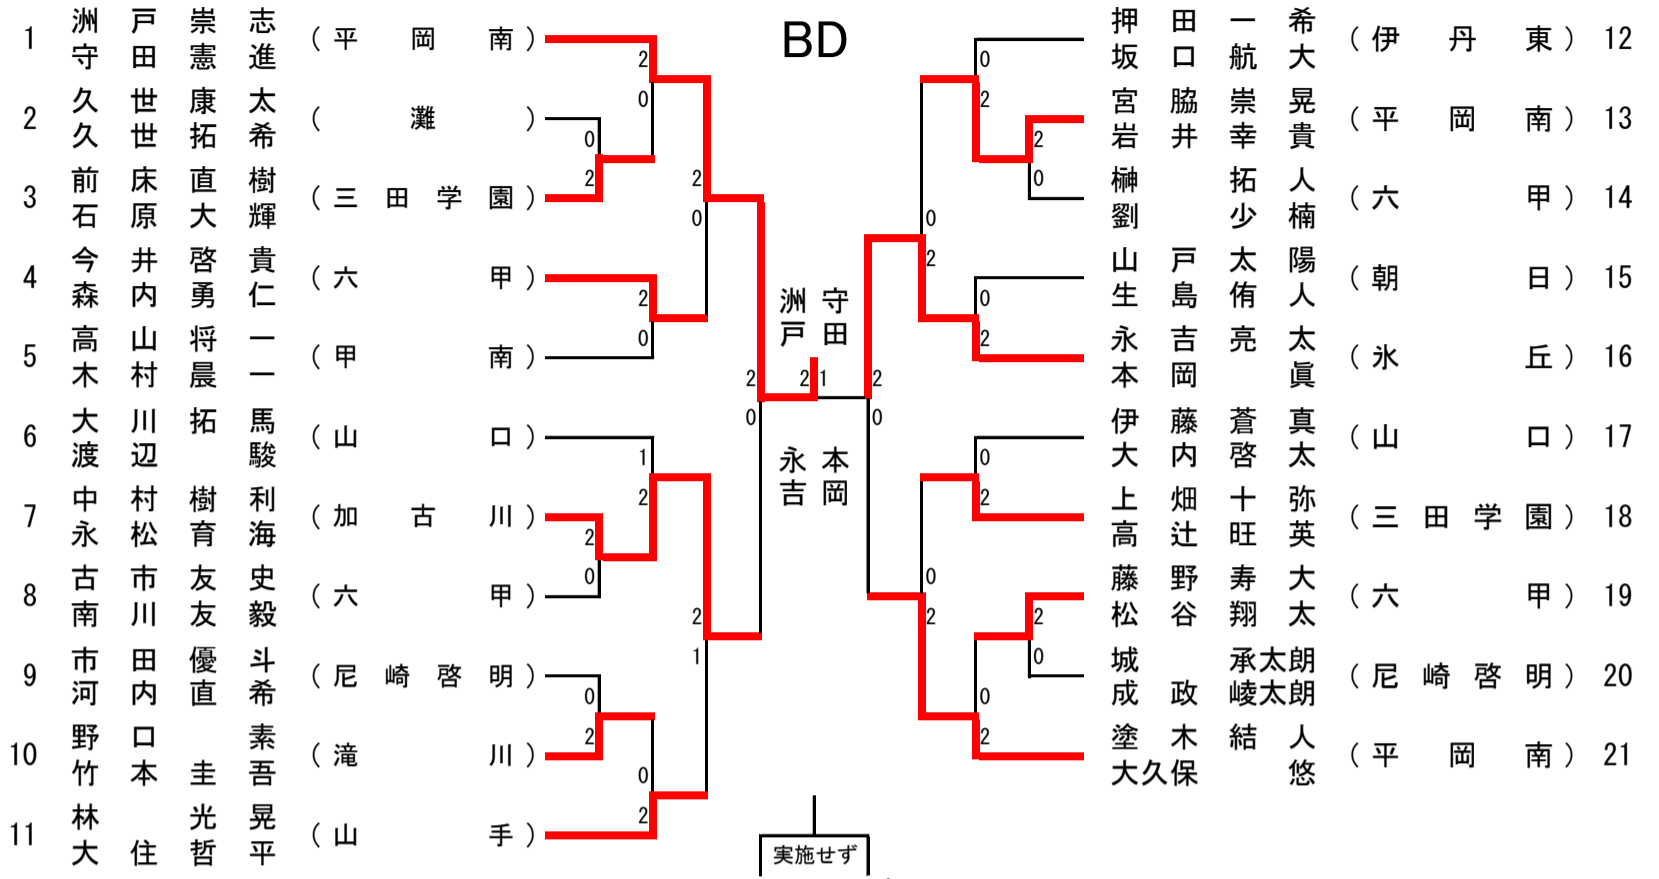 BD
1 洲戸崇志 (平岡南)
守田憲進
2 久世康太 (灘)
久世拓希
3 前床直樹 (三田学園)
石原大輝
4 今井啓貴 (六甲)
森内勇仁
5 高山将一 (甲南)
木村晨一
6 大川拓馬 (山口)
渡辺駿
7 中村樹利 (加古川)
永松育海
8 古市友史 (六甲)
南川友毅
9 市田優斗 (尼崎啓明)
河内直希
10 野口素 (滝川)
竹本圭吾
11 林光晃 (山手)
大住哲平
2
0
0
2
2
0
2
0
2
0
1
2
2
0
2
1
0
2
0
2
洲戸 守田
2 1
永吉 本岡
実施せず
0
2
2
0
0
2
0
2
2
0
0
2
0
2
2
0
0
2
押田一希 (伊丹東) 12
坂口航大
宮脇崇晃 (平岡南) 13
岩井幸貴
榊拓人 (六甲) 14
劉少楠
山戸太陽 (朝日) 15
生島侑人
永吉亮太 (氷丘) 16
本岡眞
伊藤蒼真 (山口) 17
大内啓太
上畑十弥 (三田学園) 18
高辻旺英
藤野寿大 (六甲) 19
松谷翔太
城承太朗 (尼崎啓明) 20
成政崚太朗
塗木結人 (平岡南) 21
大久保悠